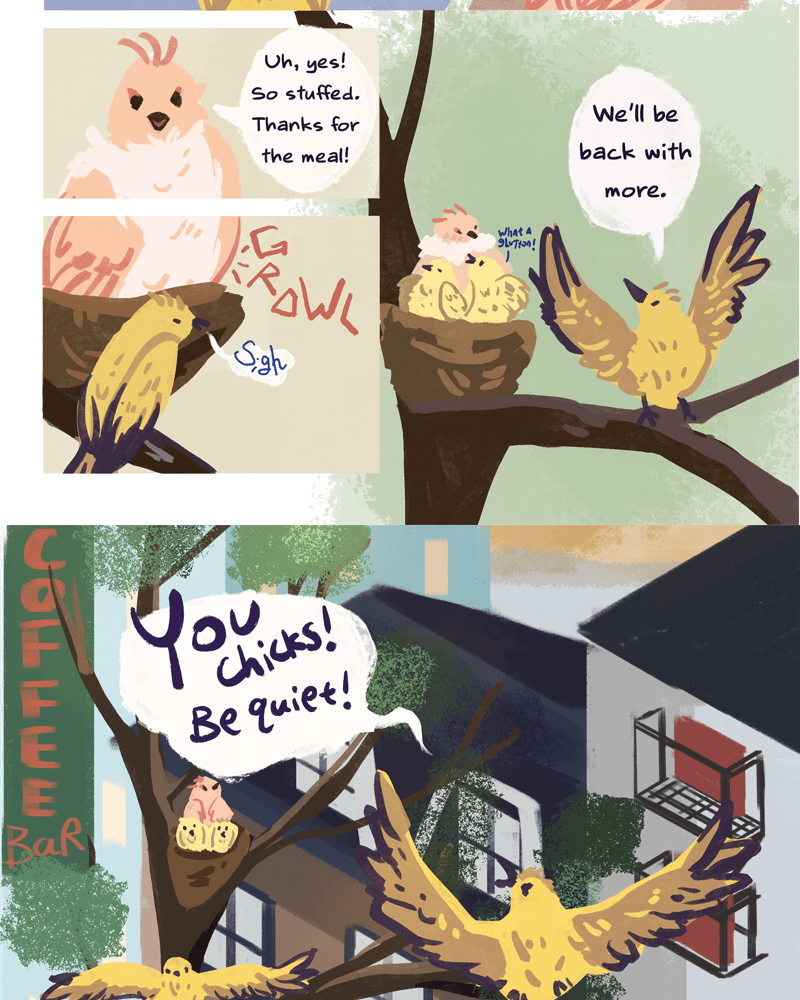 Uh, yes!
So stuffed.
Thanks for
the meal!
GROWL
Sigh
We'll be
back with
more.
What a
gluTTon!
COFFEE
BaR
You
chicks!
Be quiet!